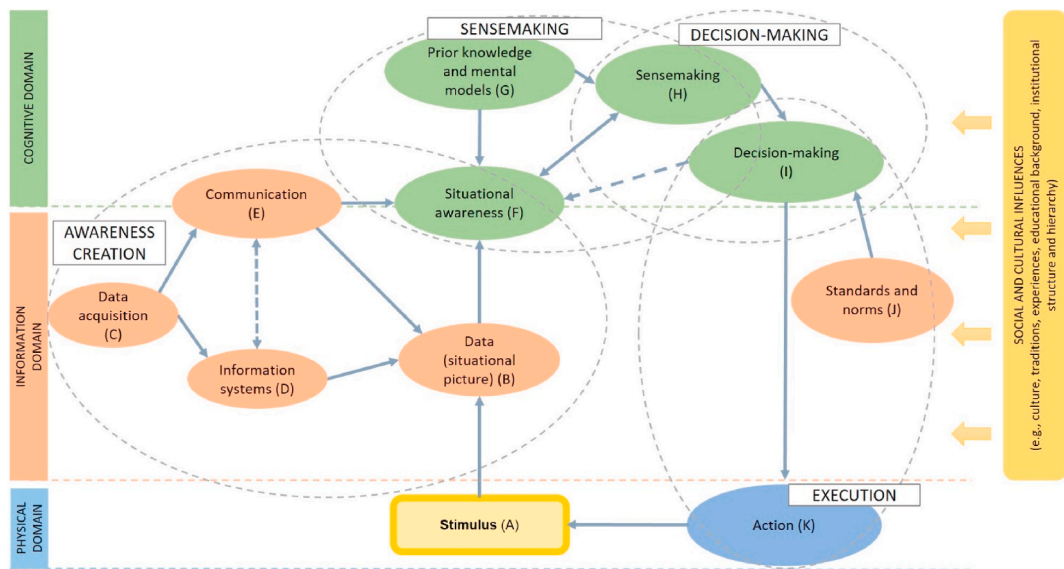 SENSEMAKING
DECISION-MAKING
COGNITIVE DOMAIN
Prior knowledge
and mental
models (G)
Sensemaking
(H)
Decision-making
(I)
Communication
(E)
Situational
awareness (F)
AWARENESS
CREATION
INFORMATION
DOMAIN
Data
acquisition
(C)
Information
systems (D)
Data
(situational
picture) (B)
Standards and
norms (J)
PHYSICAL
DOMAIN
Stimulus (A)
EXECUTION
Action (K)
SOCIAL AND CULTURAL INFLUENCES
(e.g., culture, traditions, experiences, educational background, institutional
structure and hierarchy)